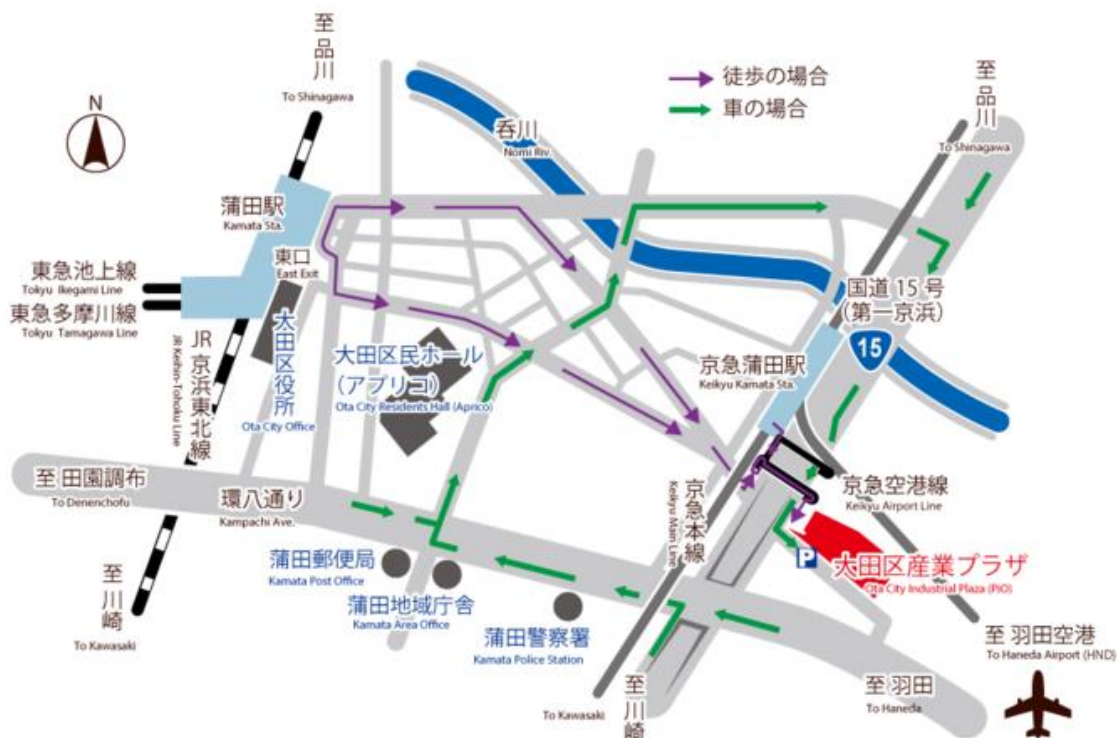 至 品川
To Shinagawa
N
徒歩の場合
車の場合
至 品川
To Shinagawa
呑川
Nomi Riv.
蒲田駅
Kamata Sta.
東口
East Exit
東急池上線
Tokyu Ikegami Line
東急多摩川線
Tokyu Tamagawa Line
JR 京浜東北線
JR Keihin-Tohoku Line
大田区役所
Ota City Office
大田区民ホール
(アプリコ)
Ota City Residents Hall (Aprico)
国道 15 号
(第一京浜)
15
京急蒲田駅
Keikyu Kamata Sta.
京急本線
Keikyu Main Line
京急空港線
Keikyu Airport Line
P
大田区産業プラザ
Ota City Industrial Plaza (PiO)
至 田園調布
To Denenchofu
環八通り
Kampachi Ave.
蒲田郵便局
Kamata Post Office
蒲田地域庁舎
Kamata Area Office
蒲田警察署
Kamata Police Station
至 川崎
To Kawasaki
至 川崎
To Kawasaki
至 羽田
To Haneda
至 羽田空港
To Haneda Airport (HND)